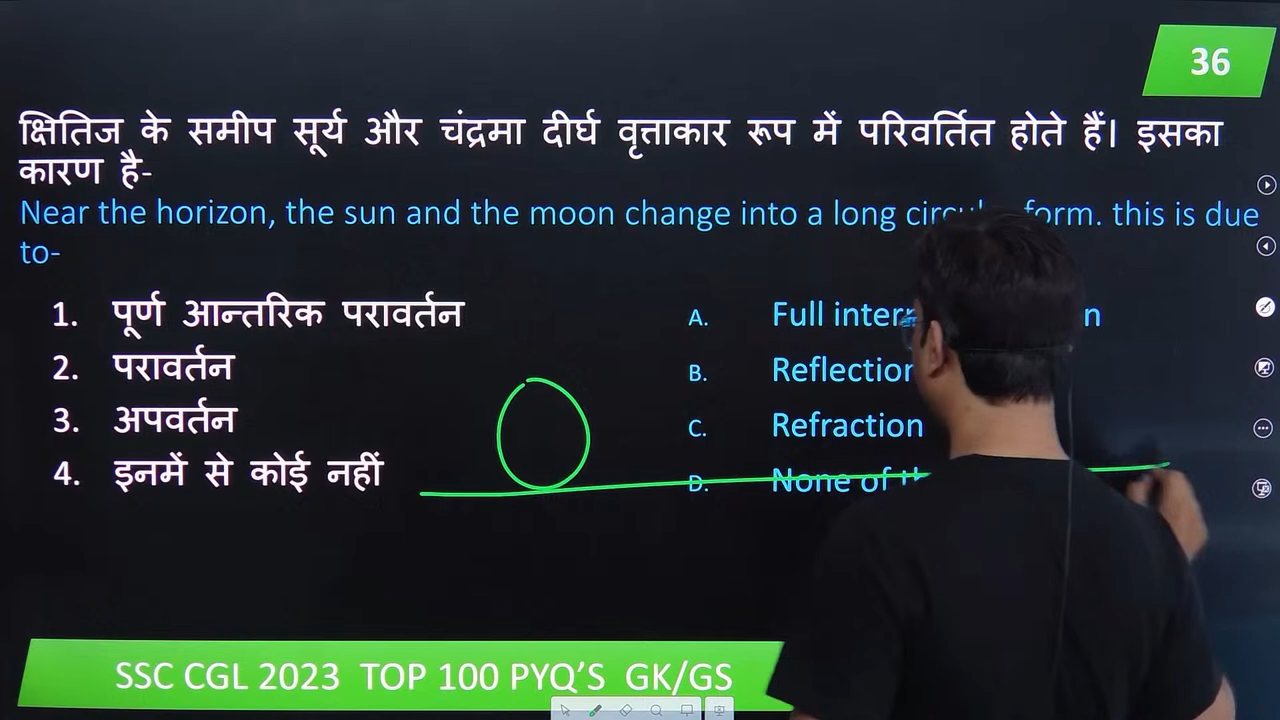 36
क्षितिज के समीप सूर्य और चंद्रमा दीर्घ वृत्ताकार रूप में परिवर्तित होते हैं। इसका
कारण है-
Near the horizon, the sun and the moon change into a long form. this is due
to-
1. पूर्ण आन्तरिक परावर्तन
A. Full
2. परावर्तन
B. Reflection
3. अपवर्तन
C. Refraction
4. इनमें से कोई नहीं
D. None of
SSC CGL 2023 TOP 100 PYQ'S GK/GS